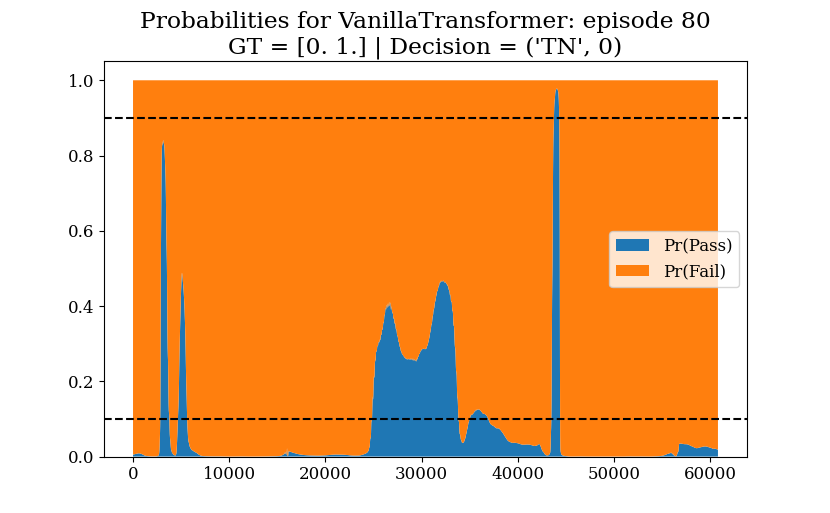 Probabilities for VanillaTransformer: episode 80
GT = [0. 1.] | Decision = ('TN', 0)
1.0
0.8
0.6
0.4
0.2
0.0
Pr(Pass)
Pr(Fail)
0 10000 20000 30000 40000 50000 60000